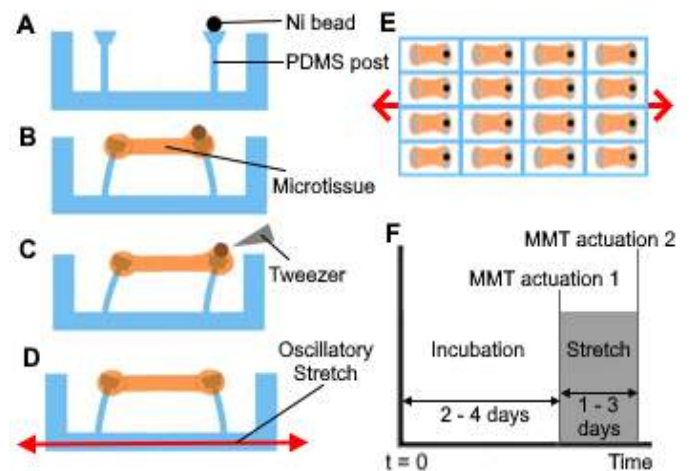 A
Ni bead
PDMS post
B
Microtissue
C
Tweezer
D
Oscillatory
Stretch
E
F
MMT actuation 2
MMT actuation 1
Incubation
Stretch
2 - 4 days
1 - 3
days
t = 0
Time